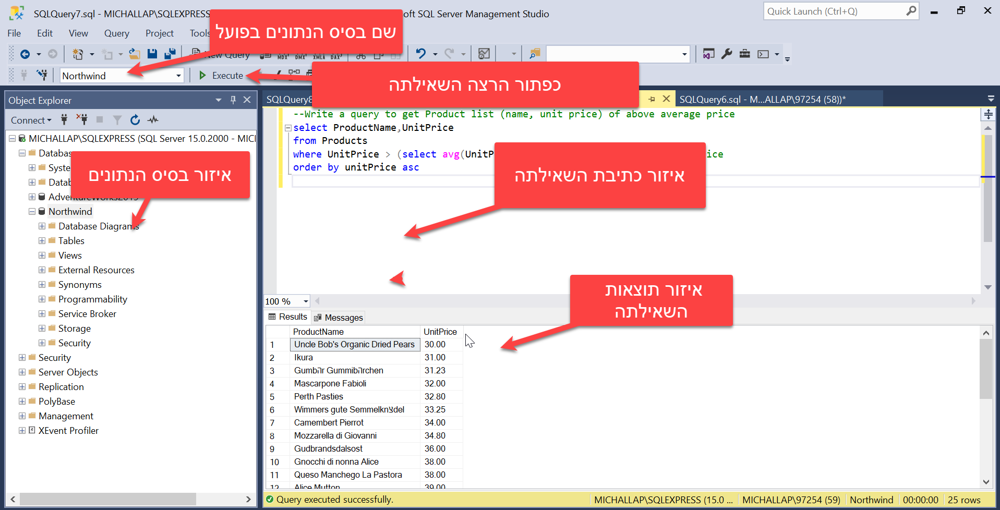 SQLQuery7.sql - MICHALLAP\SQLEXPRESS
oft SQL Server Management Studio
Quick Launch (Ctrl+Q)
שם בסיס הנתונים בפועל
File Edit View Query Project Tools
New Query MDX DMX XMLA DAX
Northwind
Execute
כפתור הרצה השאילתה
Object Explorer
SQLQuery8
SQLQuery6.sql - M...ALLAP\97254 (58))*
Connect
MICHALLAP\SQLEXPRESS (SQL Server 15.0.2000 - MICI
Databas
Syste
Datab
איזור בסיס הנתונים
AdventureWorks2019
Northwind
Database Diagrams
Tables
Views
External Resources
Synonyms
Programmability
Service Broker
Storage
Security
Security
Server Objects
Replication
PolyBase
Management
XEvent Profiler
--Write a query to get Product list (name, unit price) of above average price
select ProductName,UnitPrice
from Products
where UnitPrice > (select avg(UnitP ice
order by unitPrice asc
איזור כתיבת השאילתה
איזור תוצאות
השאילתה
100 %
Results Messages
ProductName UnitPrice
1 Uncle Bob's Organic Dried Pears 30.00
2 Ikura 31.00
3 Gumbהr Gummibהrchen 31.23
4 Mascarpone Fabioli 32.00
5 Perth Pasties 32.80
6 Wimmers gute Semmelknצdel 33.25
7 Camembert Pierrot 34.00
8 Mozzarella di Giovanni 34.80
9 Gudbrandsdalsost 36.00
10 Gnocchi di nonna Alice 38.00
11 Queso Manchego La Pastora 38.00
12 Alice Mutton 39.00
Query executed successfully.
MICHALLAP\SQLEXPRESS (15.0 ... MICHALLAP\97254 (59) Northwind 00:00:00 25 rows